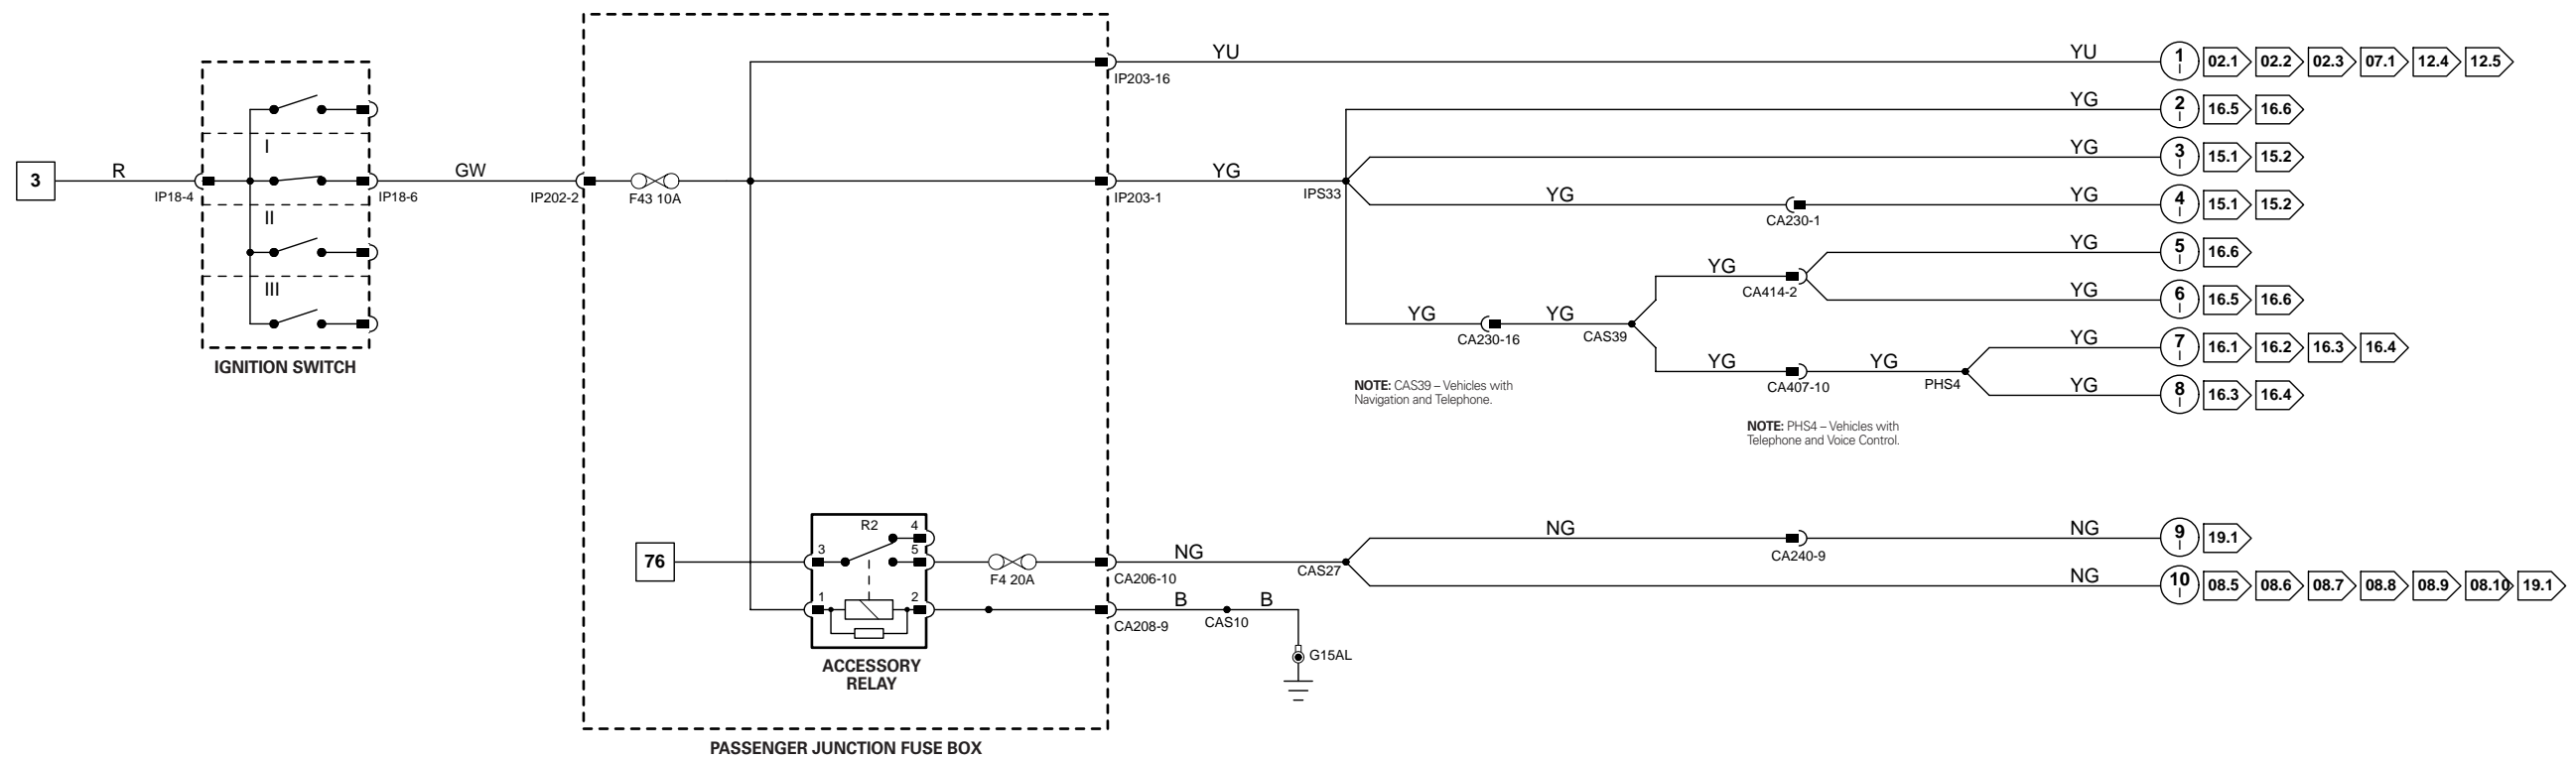 YU YU 1 I 02.1 02.2 02.3 07.1 12.4 12.5
IP203-16
YG 2 I 16.5 16.6
I
YG 3 I 15.1 15.2
3 R IP18-4 IP18-6 GW IP202-2 F43 10A IP203-1 YG IPS33
YG CA230-1 YG 4 I 15.1 15.2
II
YG 5 I 16.6
YG CA414-2
III
YG 6 I 16.5 16.6
YG CA230-16 YG CAS39
YG 7 I 16.1 16.2 16.3 16.4
IGNITION SWITCH
YG CA407-10 YG PHS4
YG 8 I 16.3 16.4
NOTE: CAS39 – Vehicles with
Navigation and Telephone.
NOTE: PHS4 – Vehicles with
Telephone and Voice Control.
R2 4
NG CA240-9 NG 9 I 19.1
76 3 5 F4 20A CA206-10 NG CAS27
NG 10 I 08.5 08.6 08.7 08.8 08.9 08.10 19.1
1 2 CA208-9 B CAS10 B
G15AL
ACCESSORY
RELAY
PASSENGER JUNCTION FUSE BOX